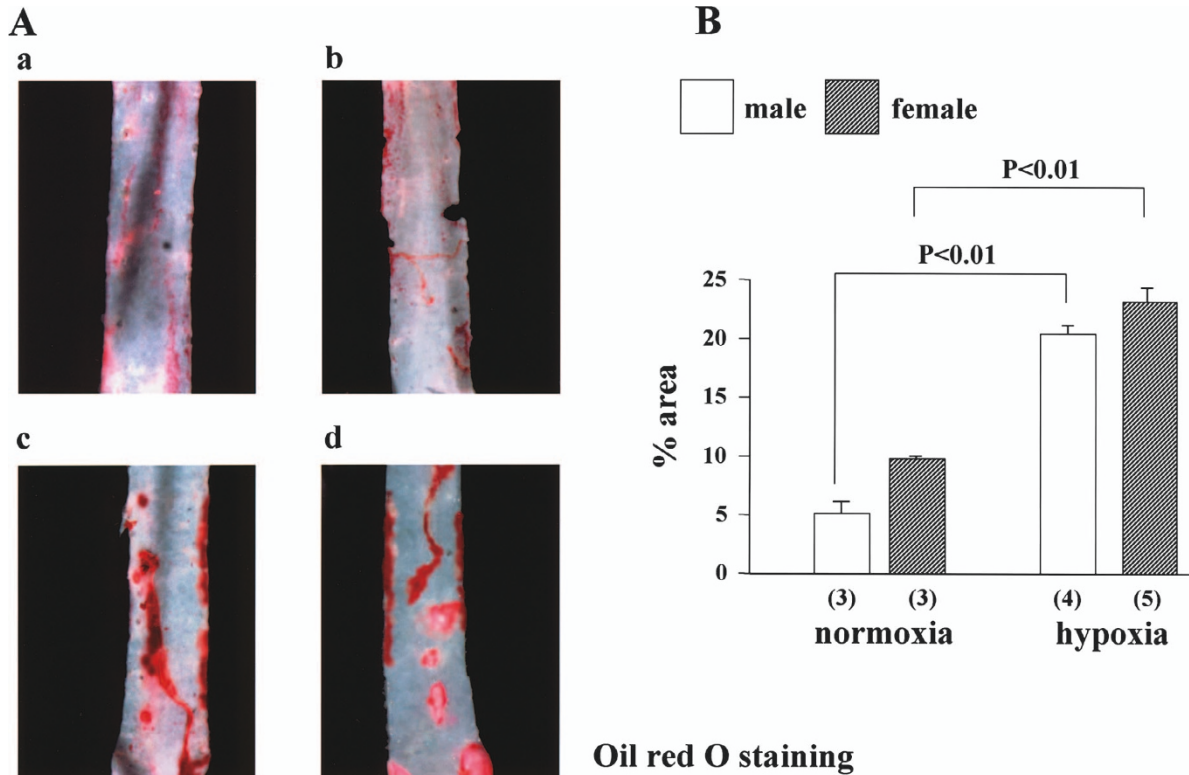 A
a
b
c
d
B
male female
P<0.01
P<0.01
% area
25
20
15
10
5
0
(3) (3) (4) (5)
normoxia hypoxia
Oil red O staining